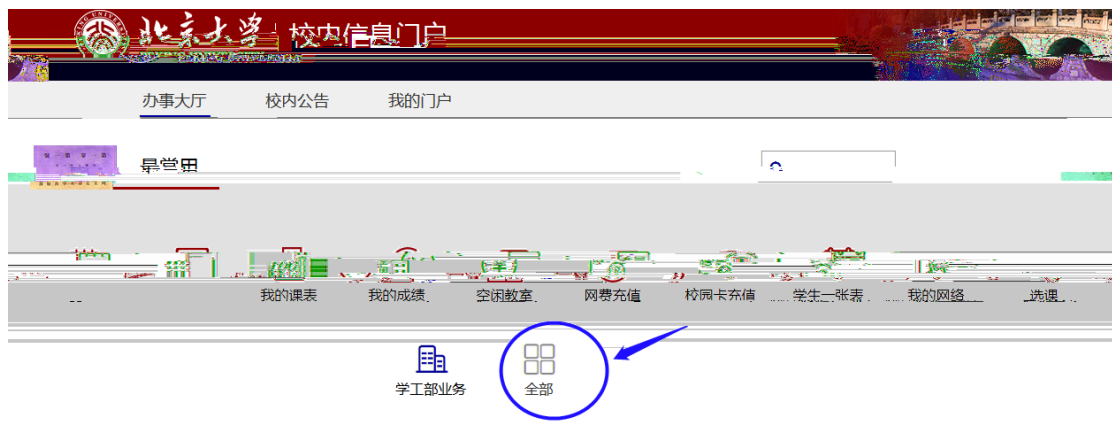 北京大学 校内信息门户
办事大厅 校内公告 我的门户
最常用
我的课表 我的成绩 空闲教室 网费充值 校园卡充值 学生一张表 我的网络 选课
学工部业务 全部